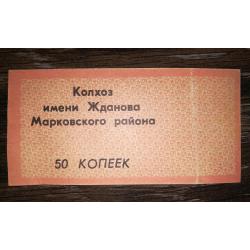 Колхоз
имени Жданова
Марковского района
50 КОПЕЕК